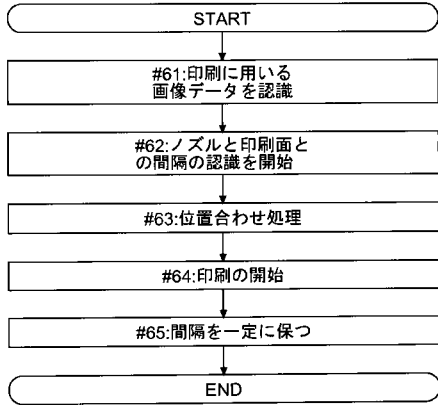 START
#61:印刷に用いる
画像データを認識
#62:ノズルと印刷面と
の間隔の認識を開始
#63:位置合わせ処理
#64:印刷の開始
#65:間隔を一定に保つ
END